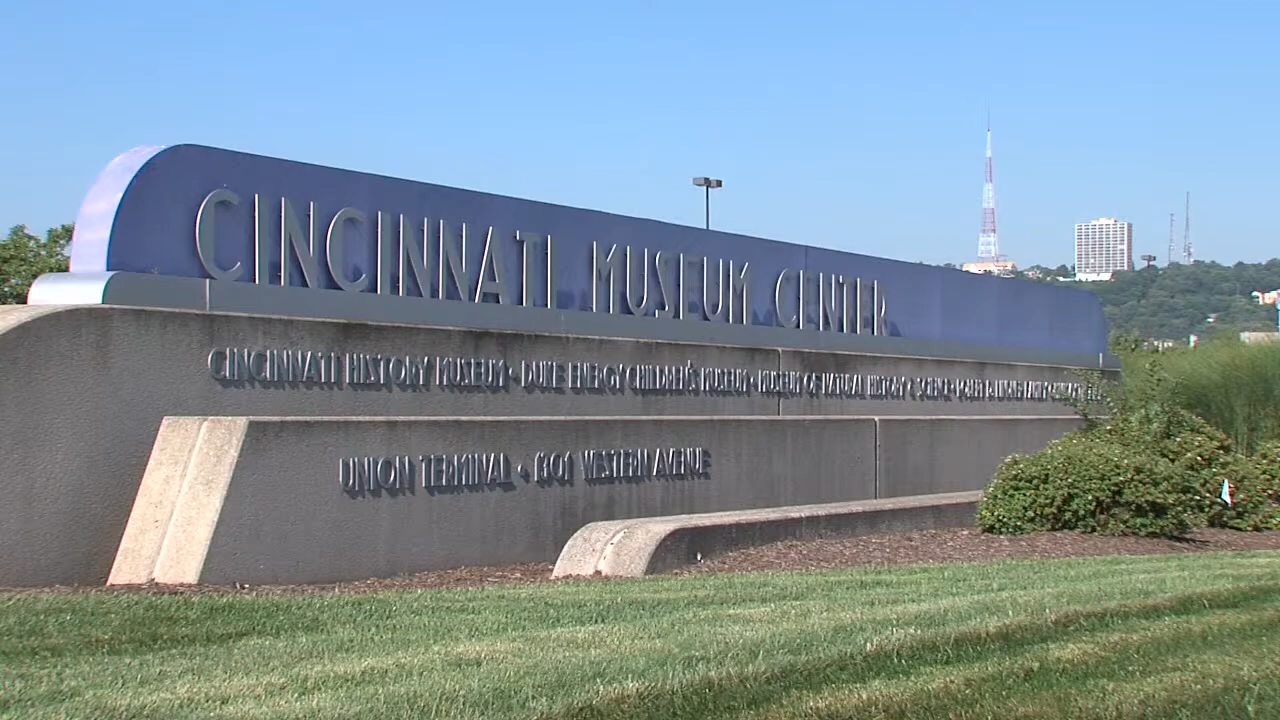 CINCINNATI MUSEUM CENTER
CINCINNATI HISTORY MUSEUM • DUKE ENERGY CHILDREN'S MUSEUM • MUSEUM OF NATURAL HISTORY & SCIENCE •
UNION TERMINAL • 1301 WESTERN AVENUE